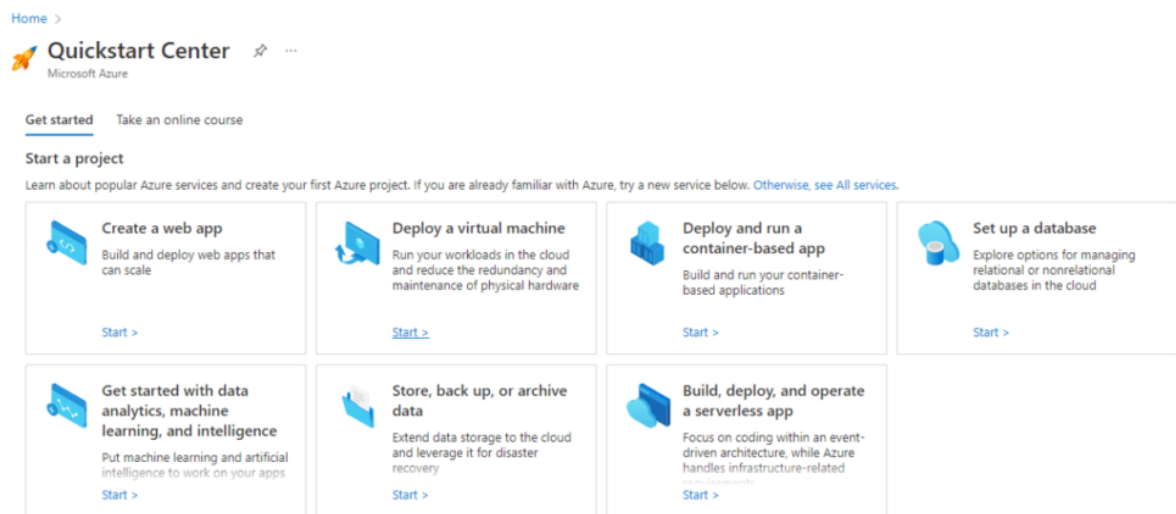 Home >
Quickstart Center
Microsoft Azure
Get started
Take an online course
Start a project
Learn about popular Azure services and create your first Azure project. If you are already familiar with Azure, try a new service below. Otherwise, see All services.
Create a web app
Build and deploy web apps that
can scale
Start >
Deploy a virtual machine
Run your workloads in the cloud
and reduce the redundancy and
maintenance of physical hardware
Start >
Deploy and run a
container-based app
Build and run your container-
based applications
Start >
Set up a database
Explore options for managing
relational or nonrelational
databases in the cloud
Start >
Get started with data
analytics, machine
learning, and intelligence
Put machine learning and artificial
intelligence to work on your apps
Start >
Store, back up, or archive
data
Extend data storage to the cloud
and leverage it for disaster
recovery
Start >
Build, deploy, and operate
a serverless app
Focus on coding within an event-
driven architecture, while Azure
handles infrastructure-related
requirements
Start >